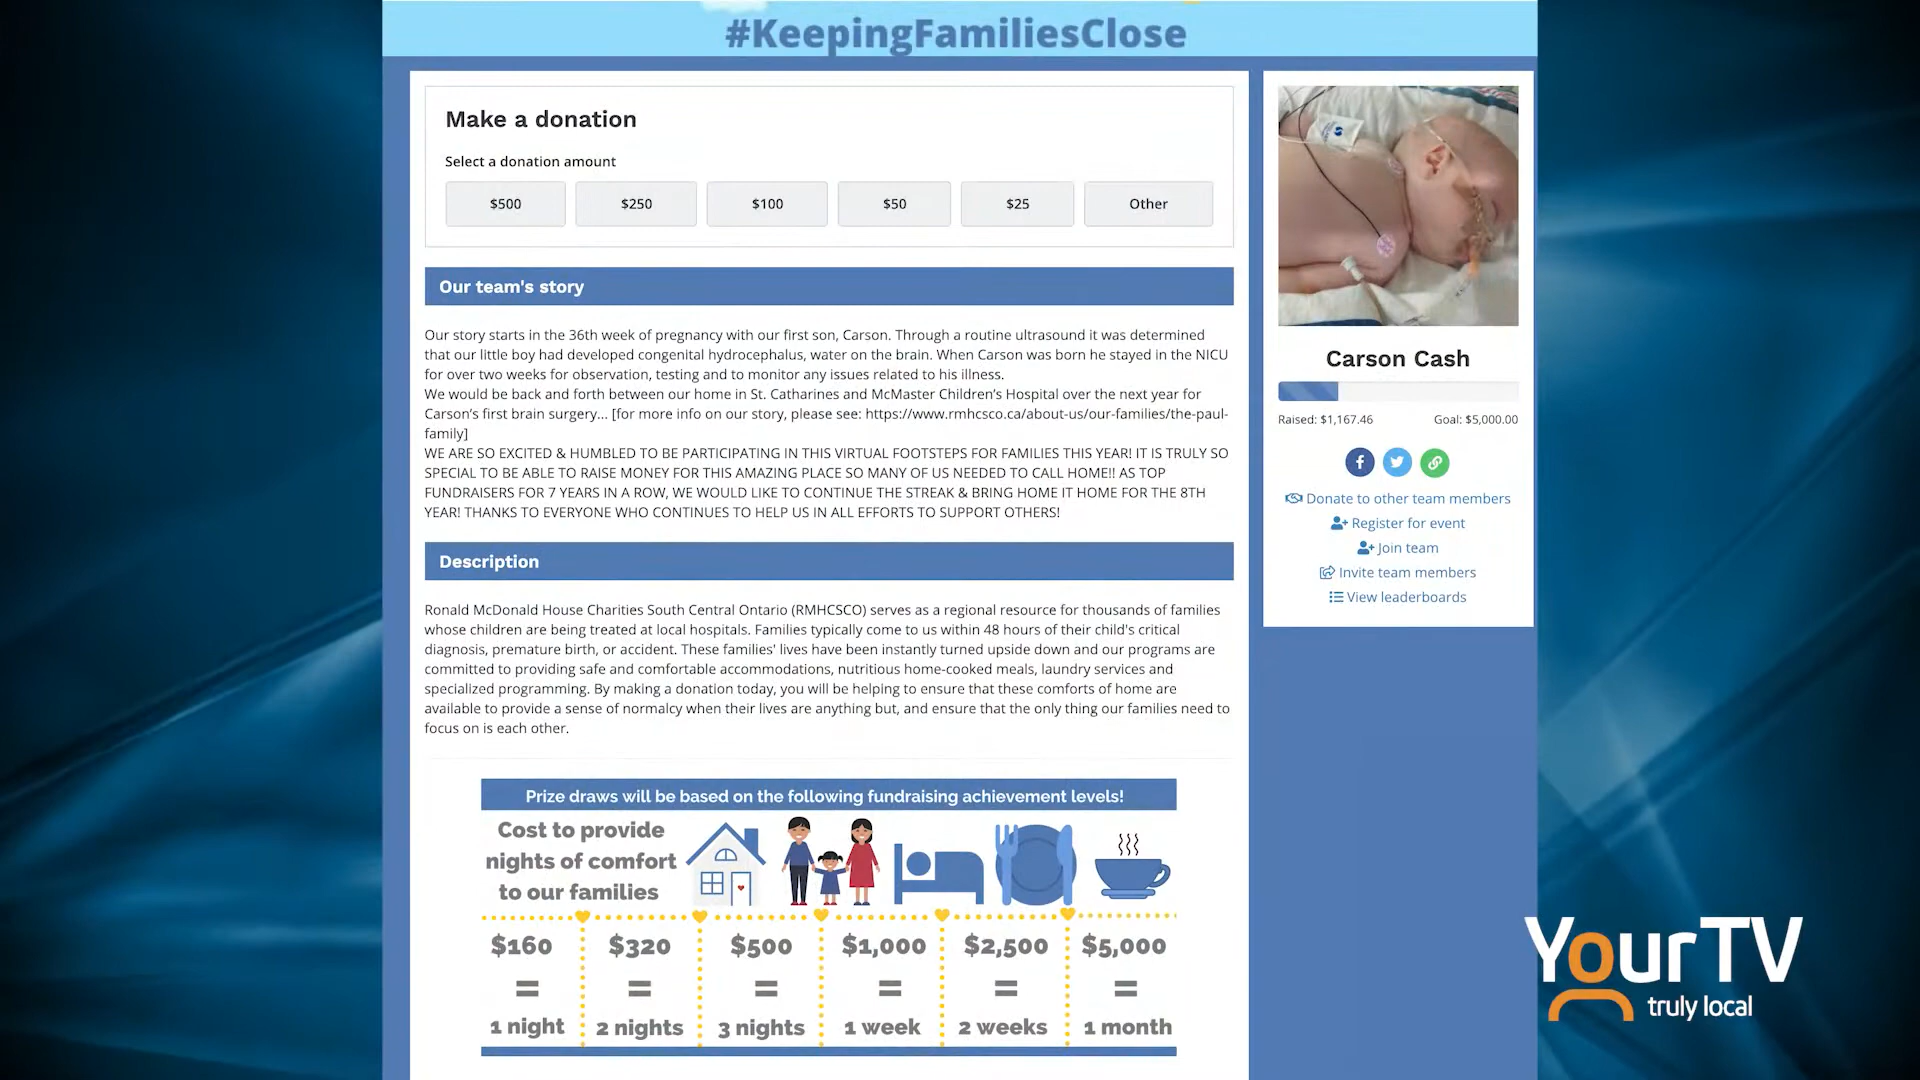 #KeepingFamiliesClose
Make a donation
Select a donation amount
$500
$250
$100
$50
$25
Other
Our team's story
Our story starts in the 36th week of pregnancy with our first son, Carson. Through a routine ultrasound it was determined
that our little boy had developed congenital hydrocephalus, water on the brain. When Carson was born he stayed in the NICU
for over two weeks for observation, testing and to monitor any issues related to his illness.
We would be back and forth between our home in St. Catharines and McMaster Children's Hospital over the next year for
Carson's first brain surgery... [for more info on our story, please see: https://www.rmhcsco.ca/about-us/our-families/the-paul-
family]
WE ARE SO EXCITED & HUMBLED TO BE PARTICIPATING IN THIS VIRTUAL FOOTSTEPS FOR FAMILIES THIS YEAR! IT IS TRULY SO
SPECIAL TO BE ABLE TO RAISE MONEY FOR THIS AMAZING PLACE SO MANY OF US NEEDED TO CALL HOME!! AS TOP
FUNDRAISERS FOR 7 YEARS IN A ROW, WE WOULD LIKE TO CONTINUE THE STREAK & BRING HOME IT HOME FOR THE 8TH
YEAR! THANKS TO EVERYONE WHO CONTINUES TO HELP US IN ALL EFFORTS TO SUPPORT OTHERS!
Description
Ronald McDonald House Charities South Central Ontario (RMHCSCO) serves as a regional resource for thousands of families
whose children are being treated at local hospitals. Families typically come to us within 48 hours of their child's critical
diagnosis, premature birth, or accident. These families' lives have been instantly turned upside down and our programs are
committed to providing safe and comfortable accommodations, nutritious home-cooked meals, laundry services and
specialized programming. By making a donation today, you will be helping to ensure that these comforts of home are
available to provide a sense of normalcy when their lives are anything but, and ensure that the only thing our families need to
focus on is each other.
Prize draws will be based on the following fundraising achievement levels!
Cost to provide
nights of comfort
to our families
$160 = 1 night
$320 = 2 nights
$500 = 3 nights
$1,000 = 1 week
$2,500 = 2 weeks
$5,000 = 1 month
Carson Cash
Raised: $1,167.46
Goal: $5,000.00
Donate to other team members
Register for event
Join team
Invite team members
View leaderboards
YourTV
truly local